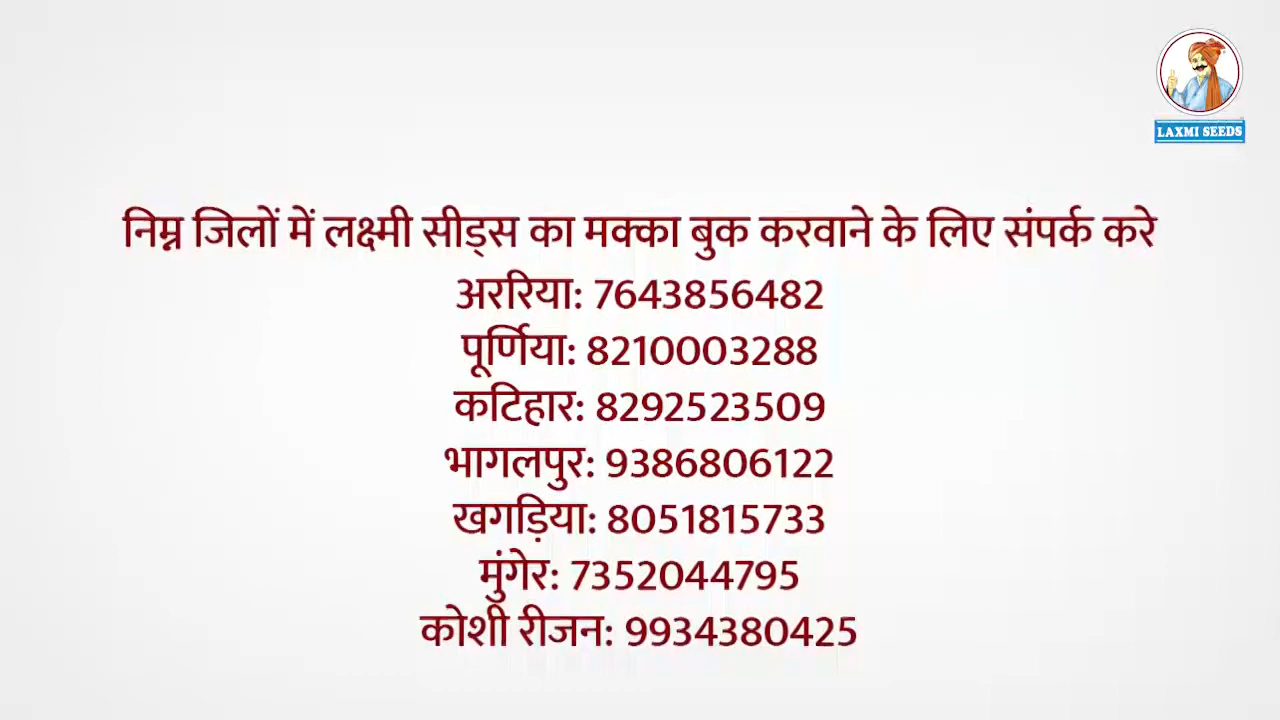 LAXMI SEEDS
निम्न जिलों में लक्ष्मी सीड्स का मक्का बुक करवाने के लिए संपर्क करे
अररिया: 7643856482
पूर्णिया: 8210003288
कटिहार: 8292523509
भागलपुर: 9386806122
खगड़िया: 8051815733
मुंगेर: 7352044795
कोशी रीजन: 9934380425